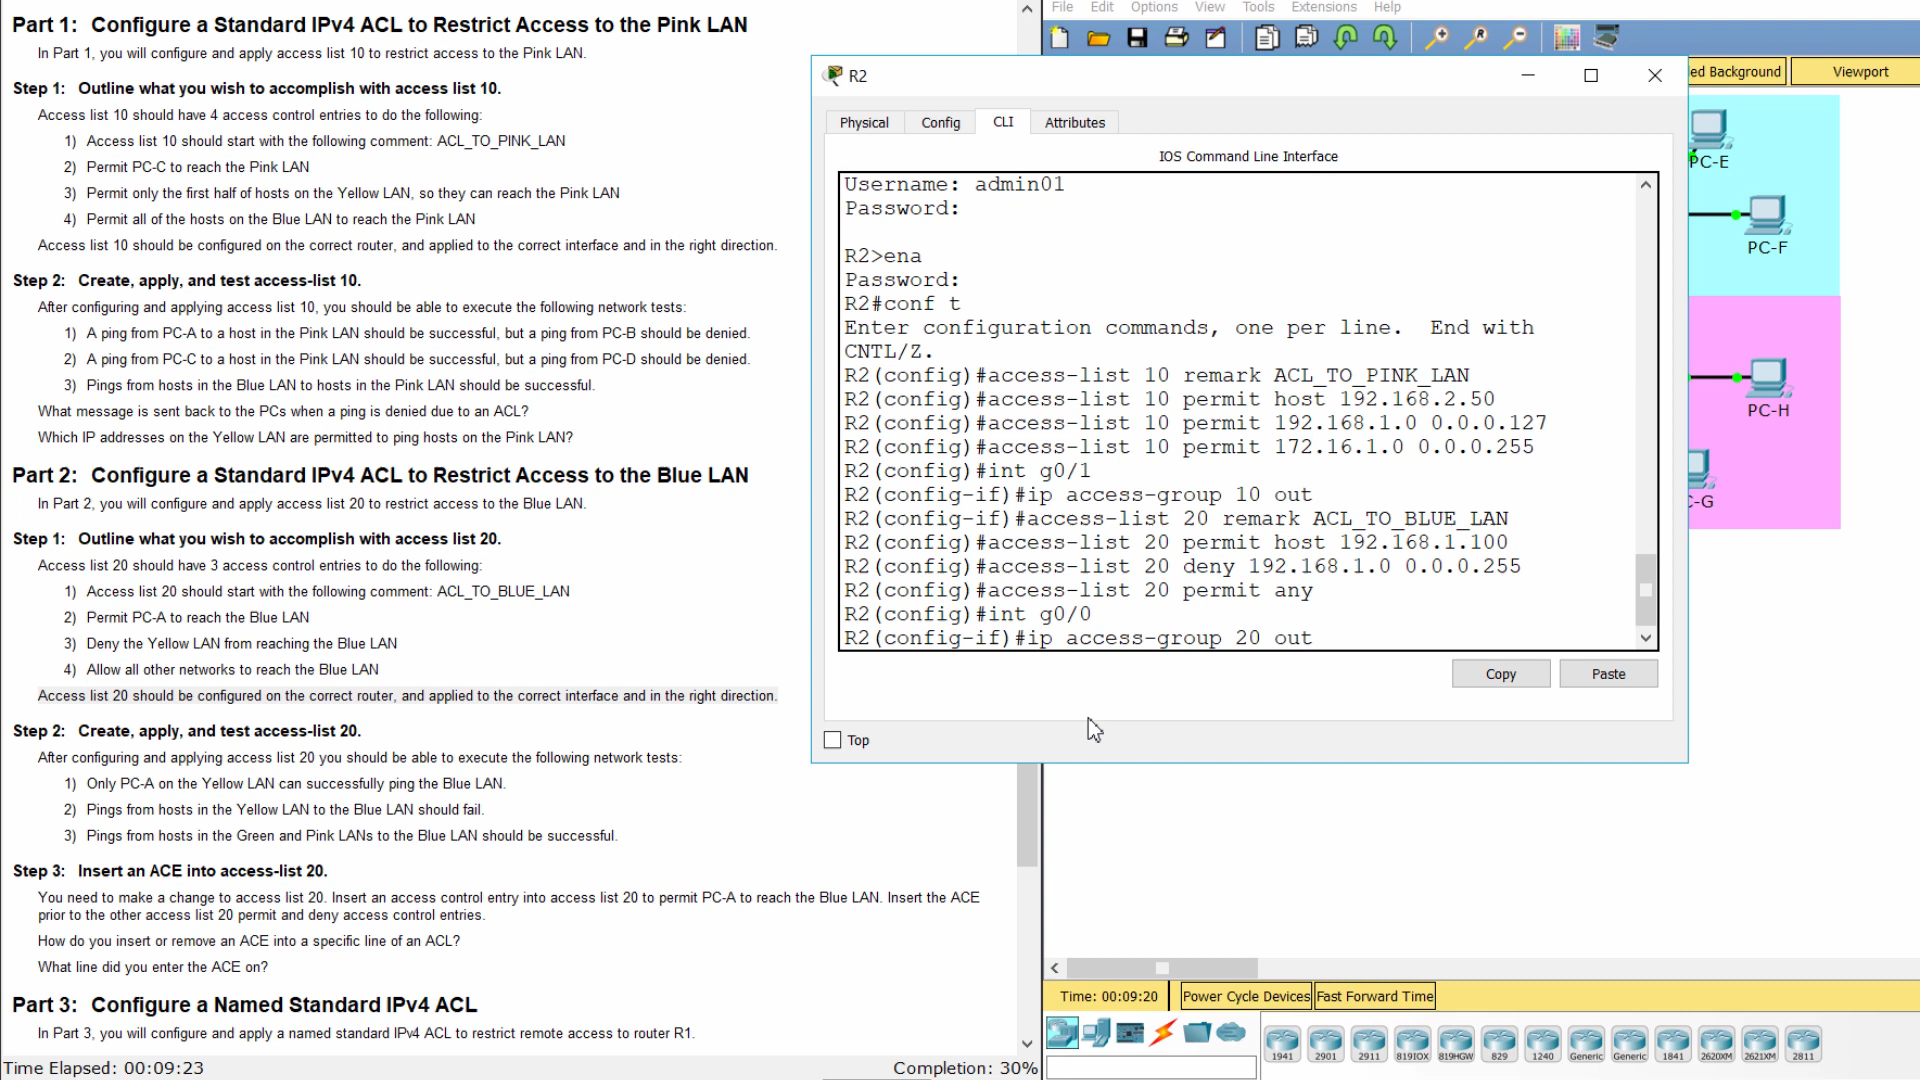 Part 1: Configure a Standard IPv4 ACL to Restrict Access to the Pink LAN
In Part 1, you will configure and apply access list 10 to restrict access to the Pink LAN.
Step 1: Outline what you wish to accomplish with access list 10.
Access list 10 should have 4 access control entries to do the following:
1) Access list 10 should start with the following comment: ACL_TO_PINK_LAN
2) Permit PC-C to reach the Pink LAN
3) Permit only the first half of hosts on the Yellow LAN, so they can reach the Pink LAN
4) Permit all of the hosts on the Blue LAN to reach the Pink LAN
Access list 10 should be configured on the correct router, and applied to the correct interface and in the right direction.
Step 2: Create, apply, and test access-list 10.
After configuring and applying access list 10, you should be able to execute the following network tests:
1) A ping from PC-A to a host in the Pink LAN should be successful, but a ping from PC-B should be denied.
2) A ping from PC-C to a host in the Pink LAN should be successful, but a ping from PC-D should be denied.
3) Pings from hosts in the Blue LAN to hosts in the Pink LAN should be successful.
What message is sent back to the PCs when a ping is denied due to an ACL?
Which IP addresses on the Yellow LAN are permitted to ping hosts on the Pink LAN?
Part 2: Configure a Standard IPv4 ACL to Restrict Access to the Blue LAN
In Part 2, you will configure and apply access list 20 to restrict access to the Blue LAN.
Step 1: Outline what you wish to accomplish with access list 20.
Access list 20 should have 3 access control entries to do the following:
1) Access list 20 should start with the following comment: ACL_TO_BLUE_LAN
2) Permit PC-A to reach the Blue LAN
3) Deny the Yellow LAN from reaching the Blue LAN
4) Allow all other networks to reach the Blue LAN
Access list 20 should be configured on the correct router, and applied to the correct interface and in the right direction.
Step 2: Create, apply, and test access-list 20.
After configuring and applying access list 20 you should be able to execute the following network tests:
1) Only PC-A on the Yellow LAN can successfully ping the Blue LAN.
2) Pings from hosts in the Yellow LAN to the Blue LAN should fail.
3) Pings from hosts in the Green and Pink LANs to the Blue LAN should be successful.
Step 3: Insert an ACE into access-list 20.
You need to make a change to access list 20. Insert an access control entry into access list 20 to permit PC-A to reach the Blue LAN. Insert the ACE
prior to the other access list 20 permit and deny access control entries.
How do you insert or remove an ACE into a specific line of an ACL?
What line did you enter the ACE on?
Part 3: Configure a Named Standard IPv4 ACL
In Part 3, you will configure and apply a named standard IPv4 ACL to restrict remote access to router R1.
Time Elapsed: 00:09:23 Completion: 30%
File Edit Options View Tools Extensions Help
ed Background Viewport
R2
Physical Config CLI Attributes
IOS Command Line Interface
Username: admin01
Password:
R2>ena
Password:
R2#conf t
Enter configuration commands, one per line. End with
CNTL/Z.
R2(config)#access-list 10 remark ACL_TO_PINK_LAN
R2(config)#access-list 10 permit host 192.168.2.50
R2(config)#access-list 10 permit 192.168.1.0 0.0.0.127
R2(config)#access-list 10 permit 172.16.1.0 0.0.0.255
R2(config)#int g0/1
R2(config-if)#ip access-group 10 out
R2(config-if)#access-list 20 remark ACL_TO_BLUE_LAN
R2(config)#access-list 20 permit host 192.168.1.100
R2(config)#access-list 20 deny 192.168.1.0 0.0.0.255
R2(config)#access-list 20 permit any
R2(config)#int g0/0
R2(config-if)#ip access-group 20 out
Copy Paste
Top
PC-E
PC-F
PC-H
C-G
Time: 00:09:20 Power Cycle Devices Fast Forward Time
1941 2901 2911 819IOX 819HGW 829 1240 Generic Generic 1841 2620XM 2621XM 2811